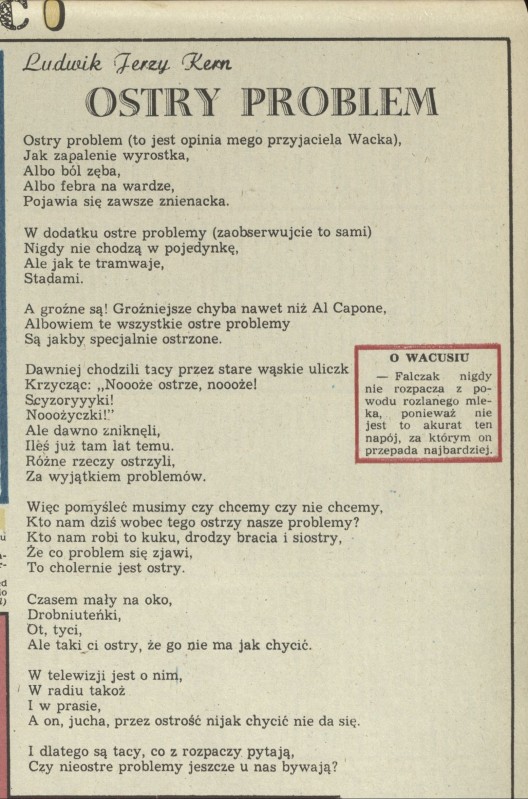 CO
Ludwik Jerzy Kern
OSTRY PROBLEM
Ostry problem (to jest opinia mego przyjaciela Wacka),
Jak zapalenie wyrostka,
Albo ból zęba,
Albo febra na wardze,
Pojawia się zawsze znienacka.
W dodatku ostre problemy (zaobserwujcie to sami)
Nigdy nie chodzą w pojedynkę,
Ale jak te tramwaje,
Stadami.
A groźne są! Groźniejsze chyba nawet niż Al Capone,
Albowiem te wszystkie ostre problemy
Są jakby specjalnie ostrzone.
Dawniej chodzili tacy przez stare wąskie uliczk
Krzycząc: „Noooże ostrze, noooże!
Scyzoryyyki!
Nooożyczki!”
Ale dawno zniknęli,
Ileś już tam lat temu.
Różne rzeczy ostrzyli,
Za wyjątkiem problemów.
Więc pomyśleć musimy czy chcemy czy nie chcemy,
Kto nam dziś wobec tego ostrzy nasze problemy?
Kto nam robi to kuku, drodzy bracia i siostry,
Że co problem się zjawi,
To cholernie jest ostry.
Czasem mały na oko,
Drobniuteńki,
Ot, tyci,
Ale taki ci ostry, że go nie ma jak chycić.
W telewizji jest o nim,
W radiu takoż
I w prasie,
A on, jucha, przez ostrość nijak chycić nie da się.
I dlatego są tacy, co z rozpaczy pytają,
Czy nieostre problemy jeszcze u nas bywają?
O WACUSIU
— Falczak nigdy
nie rozpacza z po-
wodu rozlanego mle-
ka, ponieważ nie
jest to akurat ten
napój, za którym on
przepada najbardziej.